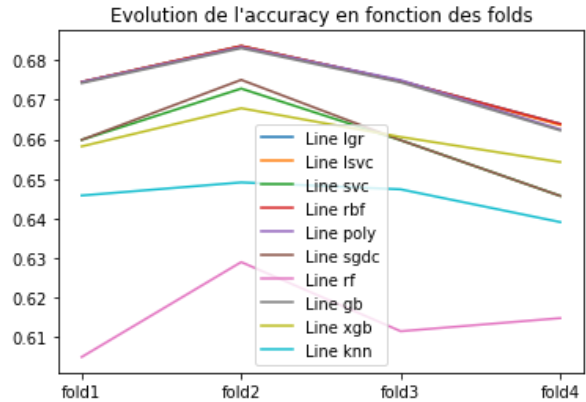 Evolution de l'accuracy en fonction des folds
0.68
0.67
0.66
0.65
0.64
0.63
0.62
0.61
Line lgr
Line lsvc
Line svc
Line rbf
Line poly
Line sgdc
Line rf
Line gb
Line xgb
Line knn
fold1 fold2 fold3 fold4